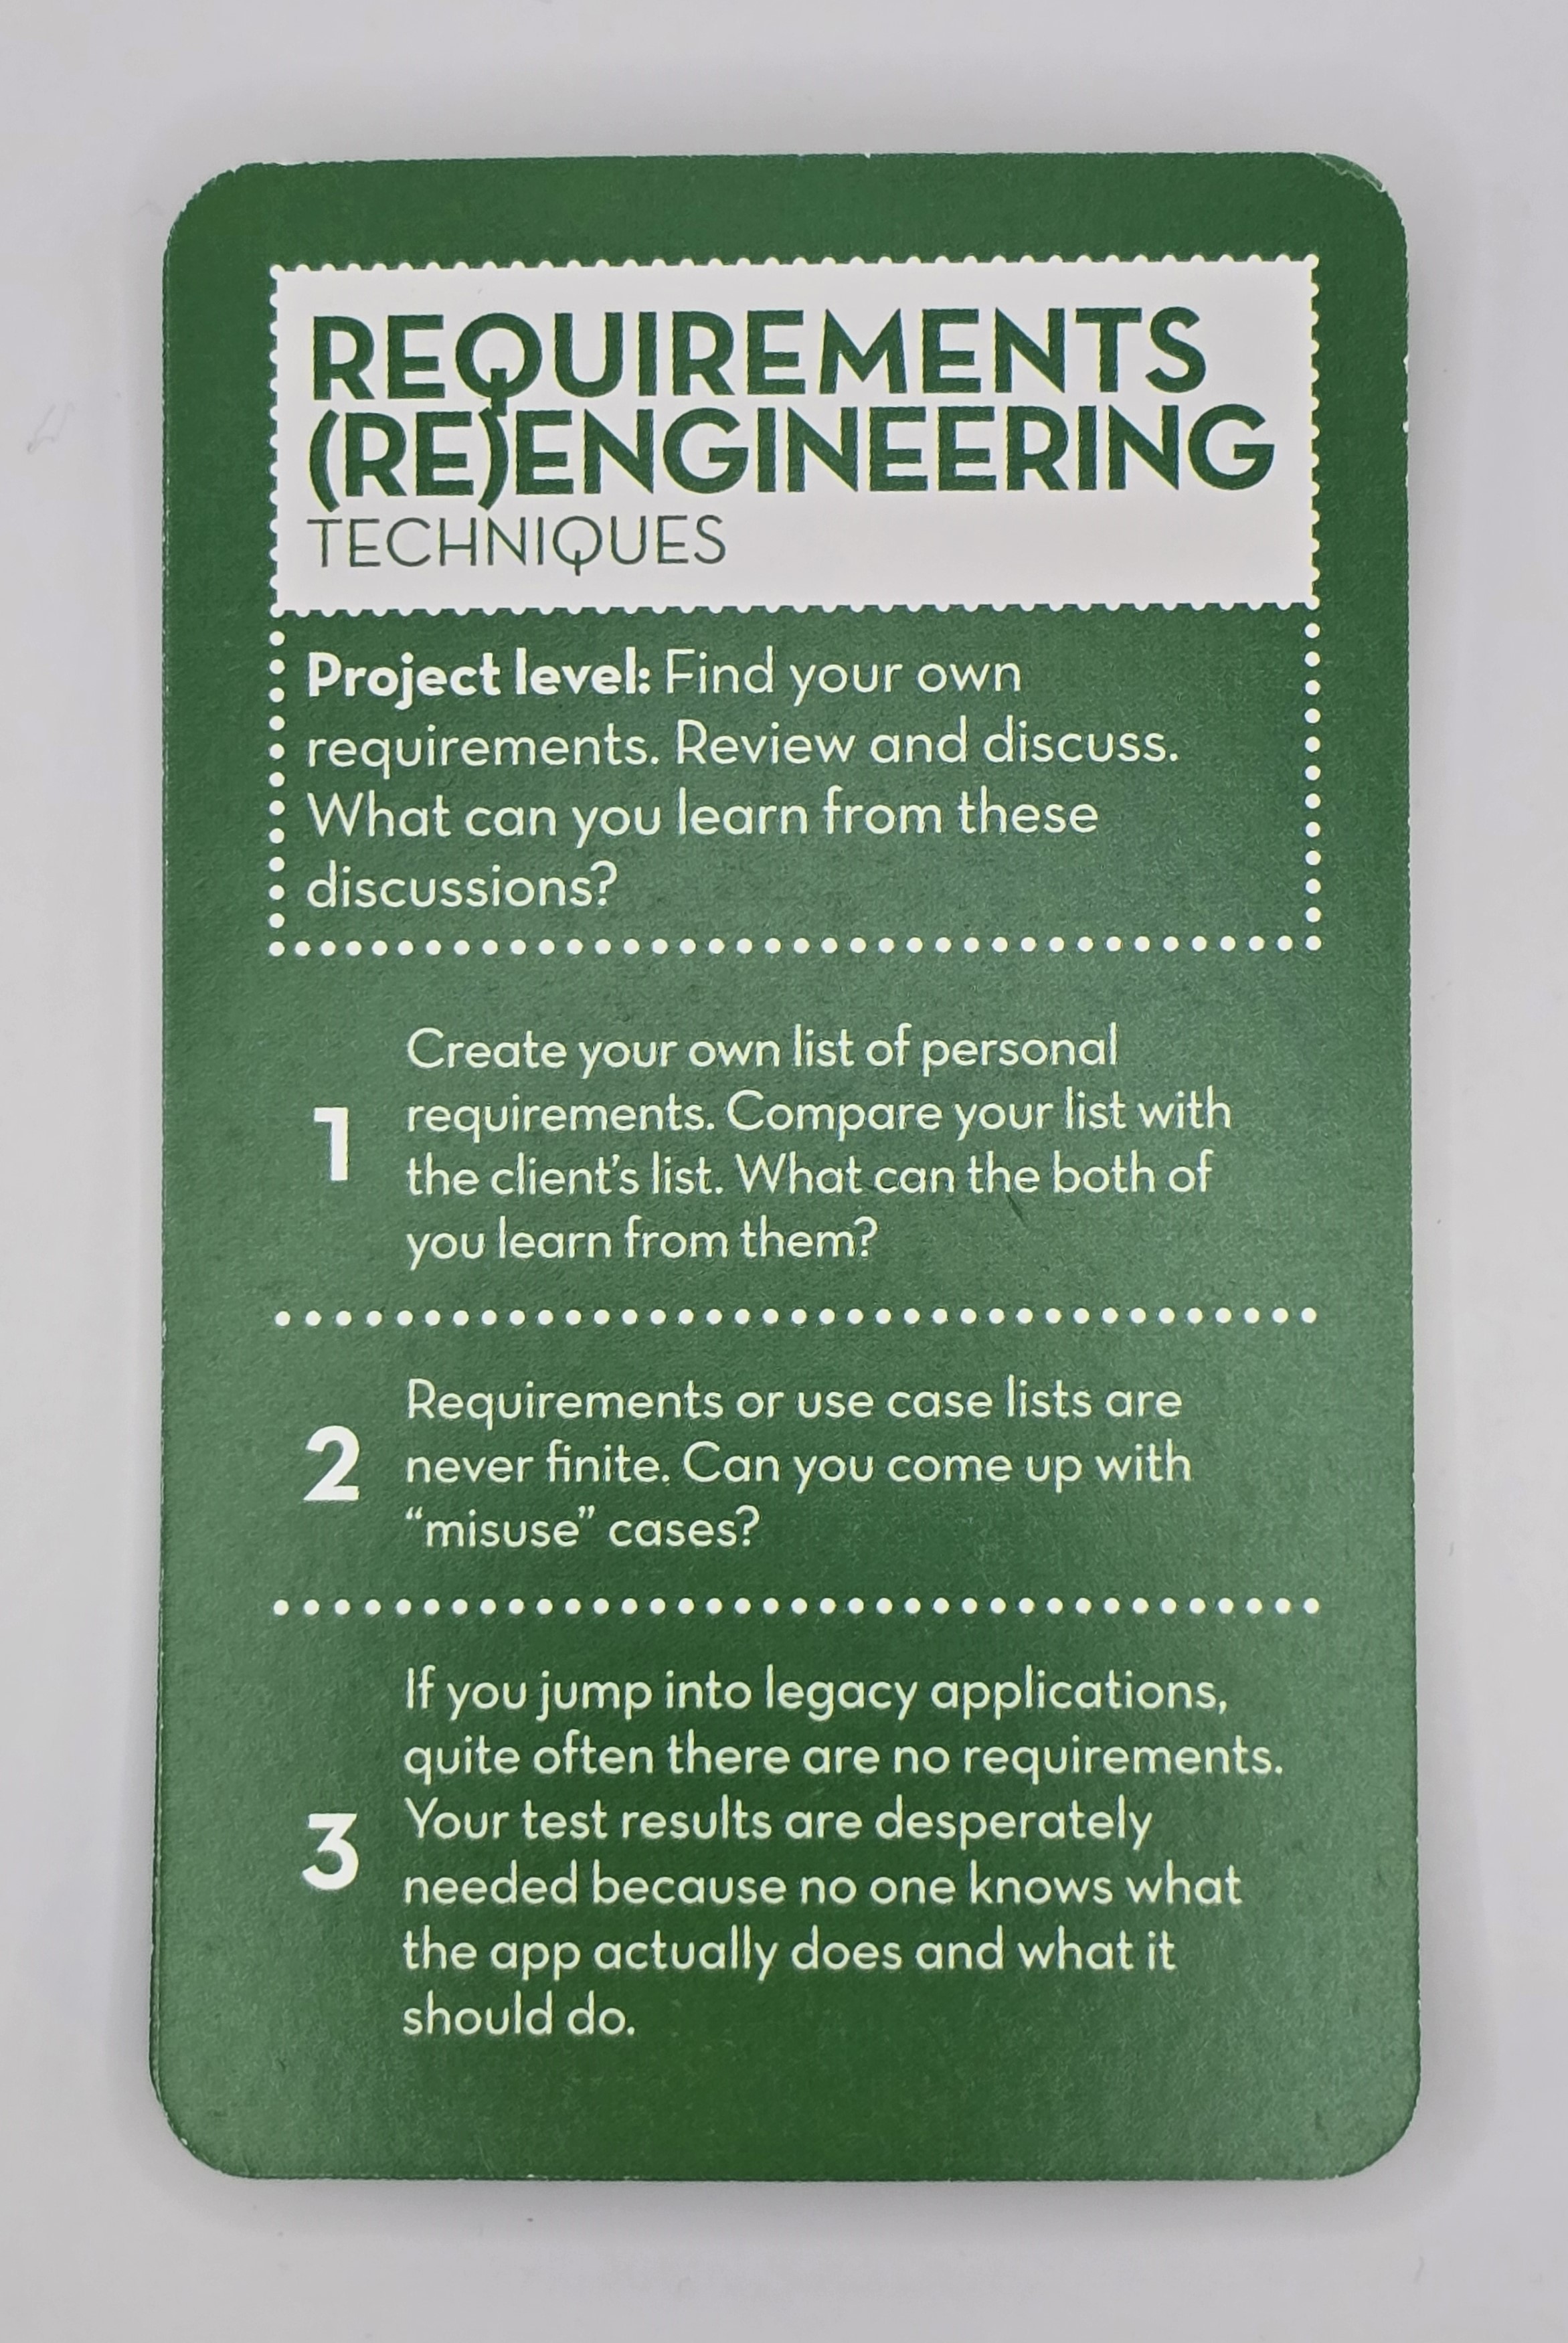 REQUIREMENTS
(RE)ENGINEERING
TECHNIQUES
Project level: Find your own
requirements. Review and discuss.
What can you learn from these
discussions?
1
Create your own list of personal
requirements. Compare your list with
the client’s list. What can the both of
you learn from them?
2
Requirements or use case lists are
never finite. Can you come up with
“misuse” cases?
3
If you jump into legacy applications,
quite often there are no requirements.
Your test results are desperately
needed because no one knows what
the app actually does and what it
should do.